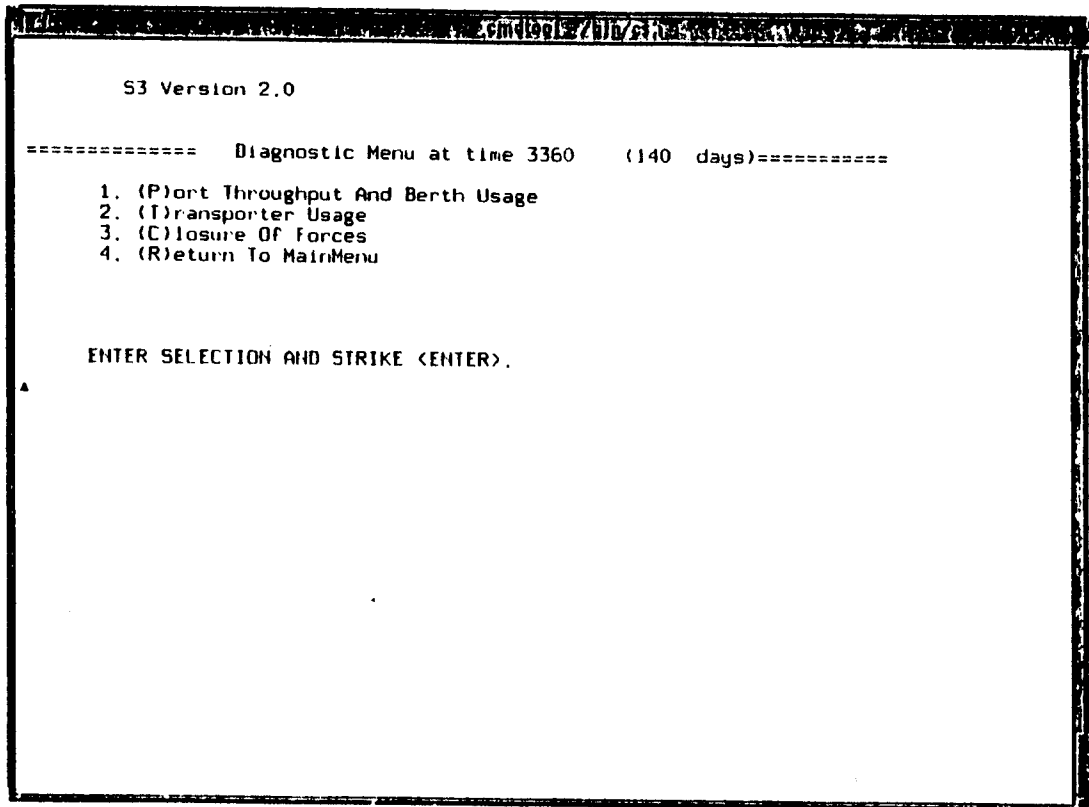 S3 Version 2.0
============== Diagnostic Menu at time 3360 (140 days)===========
1. (P)ort Throughput And Berth Usage
2. (T)ransporter Usage
3. (C)losure Of Forces
4. (R)eturn To MainMenu
ENTER SELECTION AND STRIKE <ENTER>.